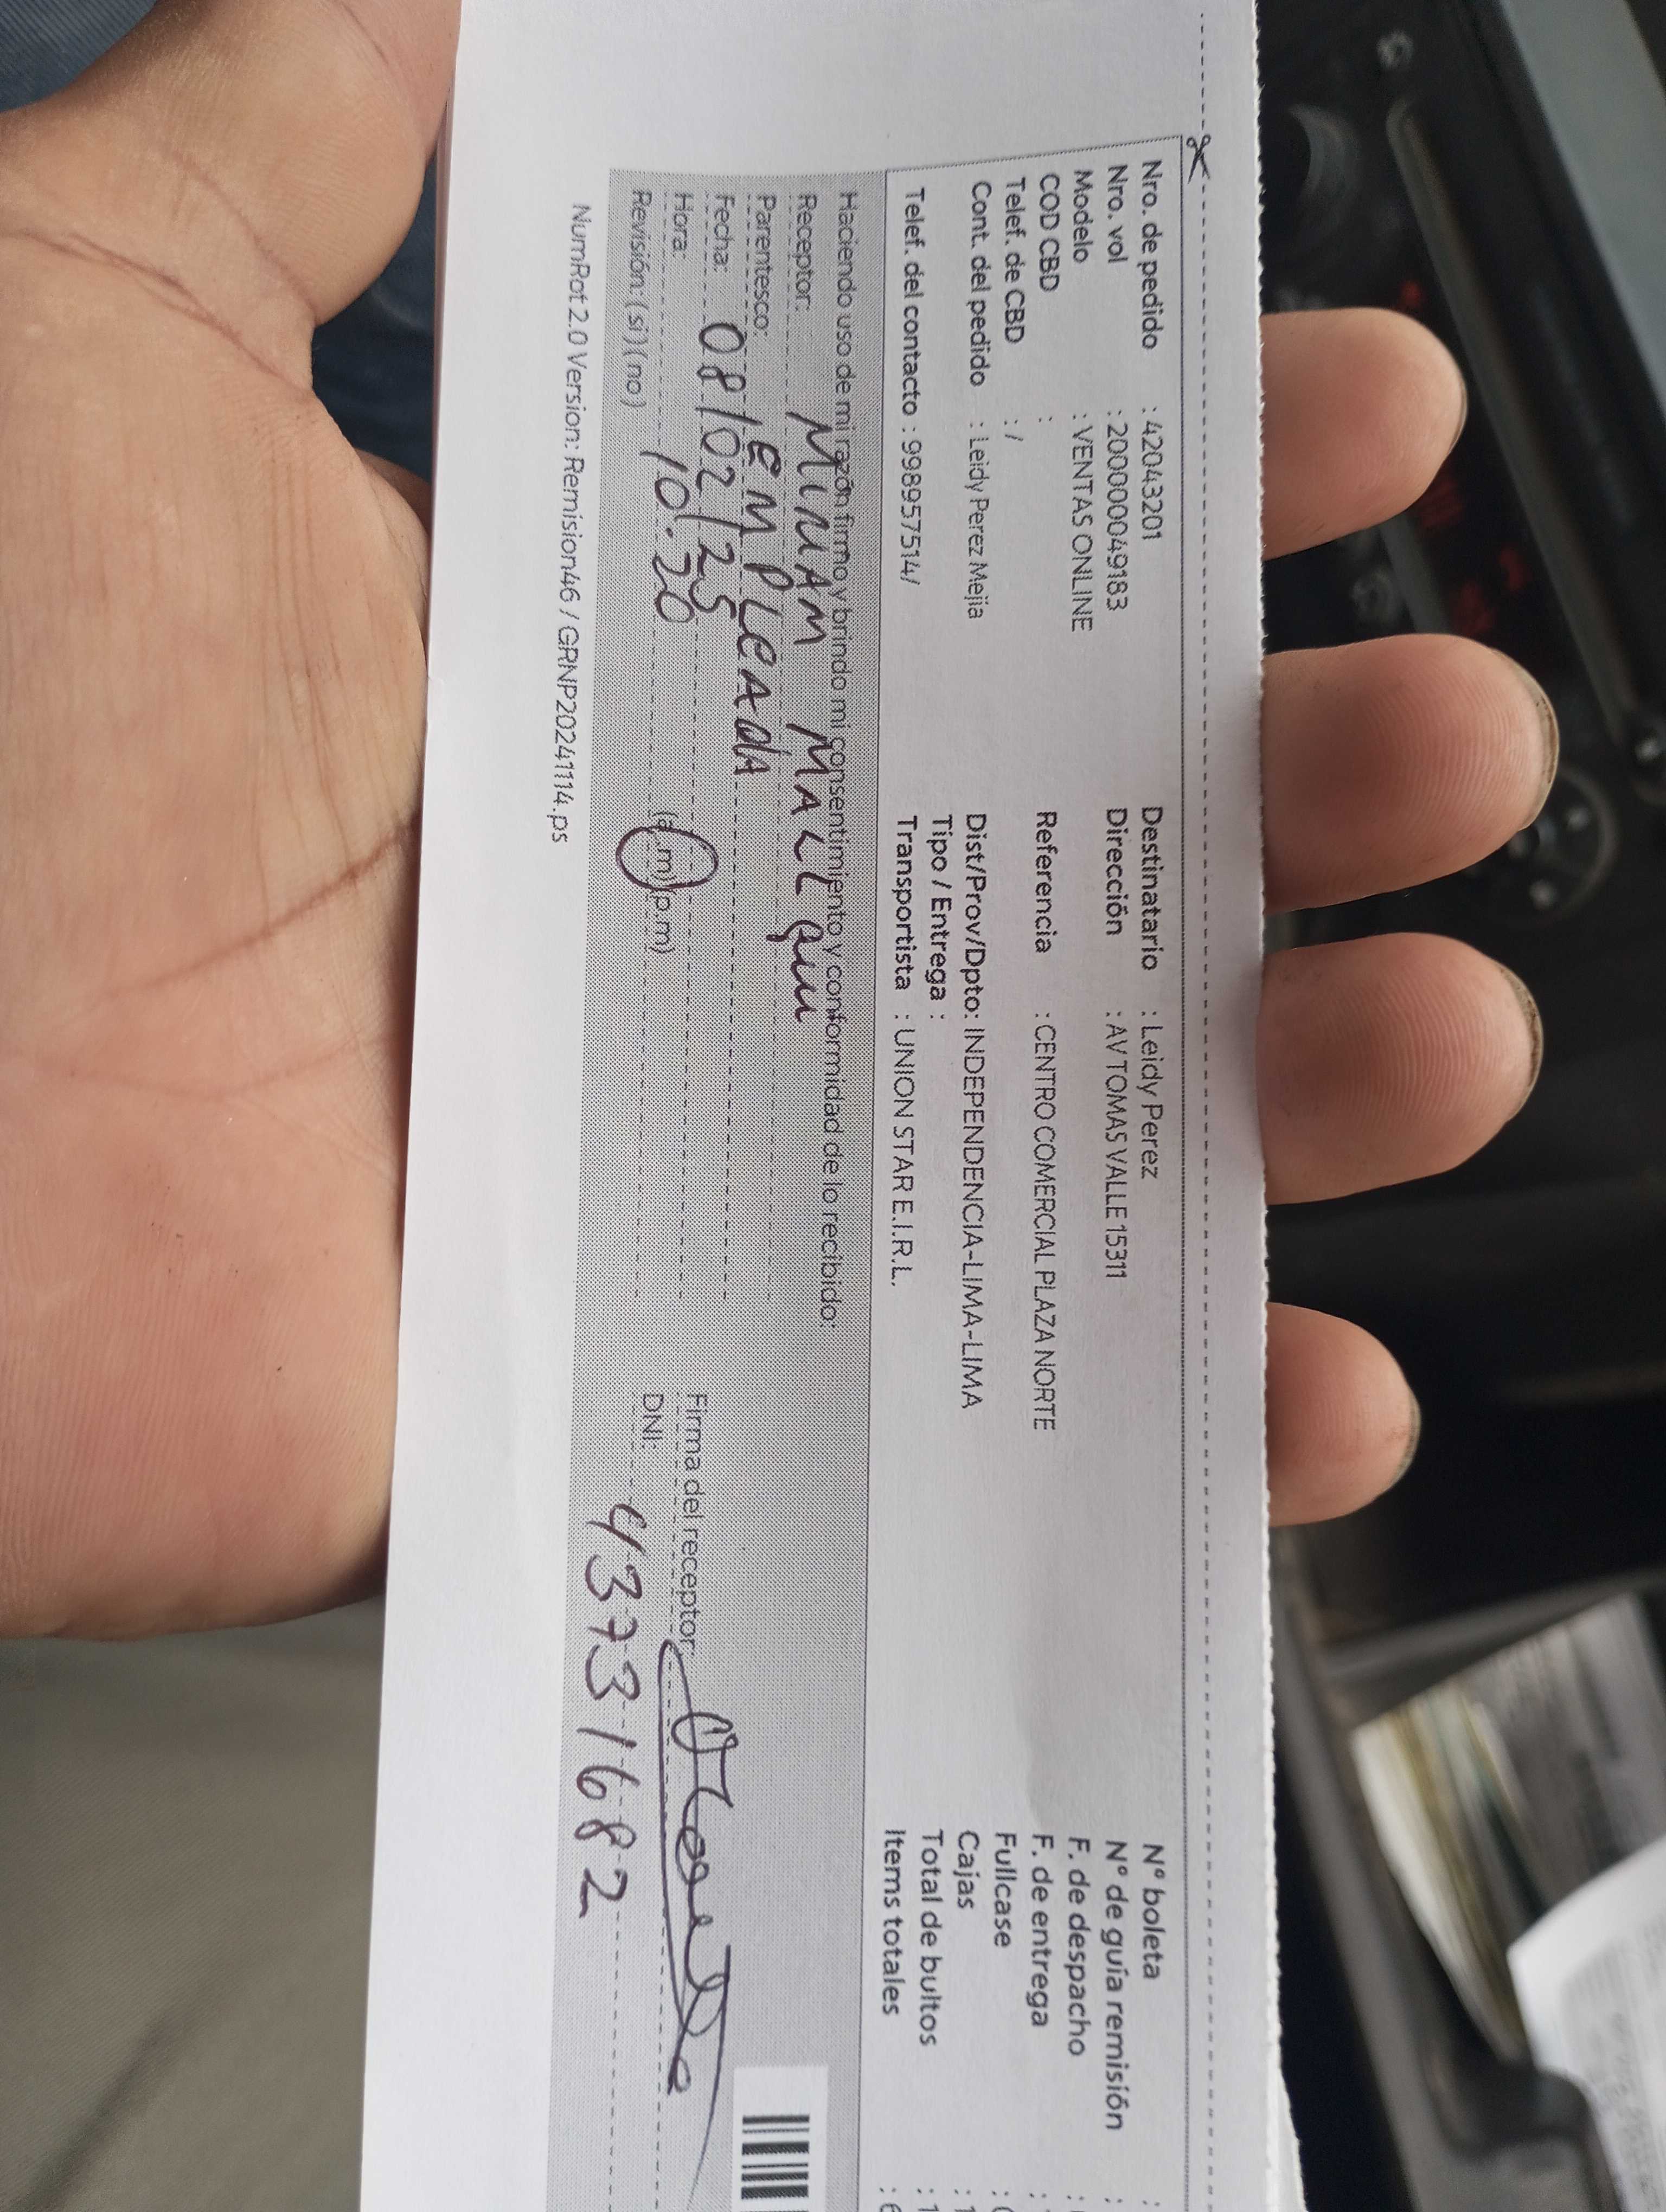 Nro. de pedido : 42043201
Nro. vol : 2000000049183
Modelo : VENTAS ONLINE
COD CBD :
Telef. de CBD : /
Cont. del pedido : Leidy Perez Mejia
Telef. del contacto : 998957514/
Destinatario : Leidy Perez
Dirección : AV TOMAS VALLE 15311
Referencia : CENTRO COMERCIAL PLAZA NORTE
Dist/Prov/Dpto: INDEPENDENCIA-LIMA-LIMA
Tipo / Entrega :
Transportista : UNION STAR E.I.R.L.
N° boleta :
N° de guía remisión :
F. de despacho :
F. de entrega :
Fullcase :
Cajas : 1
Total de bultos : 1
Items totales :
Haciendo uso de mi razón firmo y brindo mi consentimiento y conformidad de lo recibido:
Receptor: MIRIAM MALLQUI
Parentesco: EMPLEADA
Fecha: 08/02/25
Hora: 10:30 (a.m) (p.m)
Revisión: (si) (no)
Firma del receptor:
DNI: 43731682
NumRot 2.0 Version: Remision46 / GRNP20241114.ps